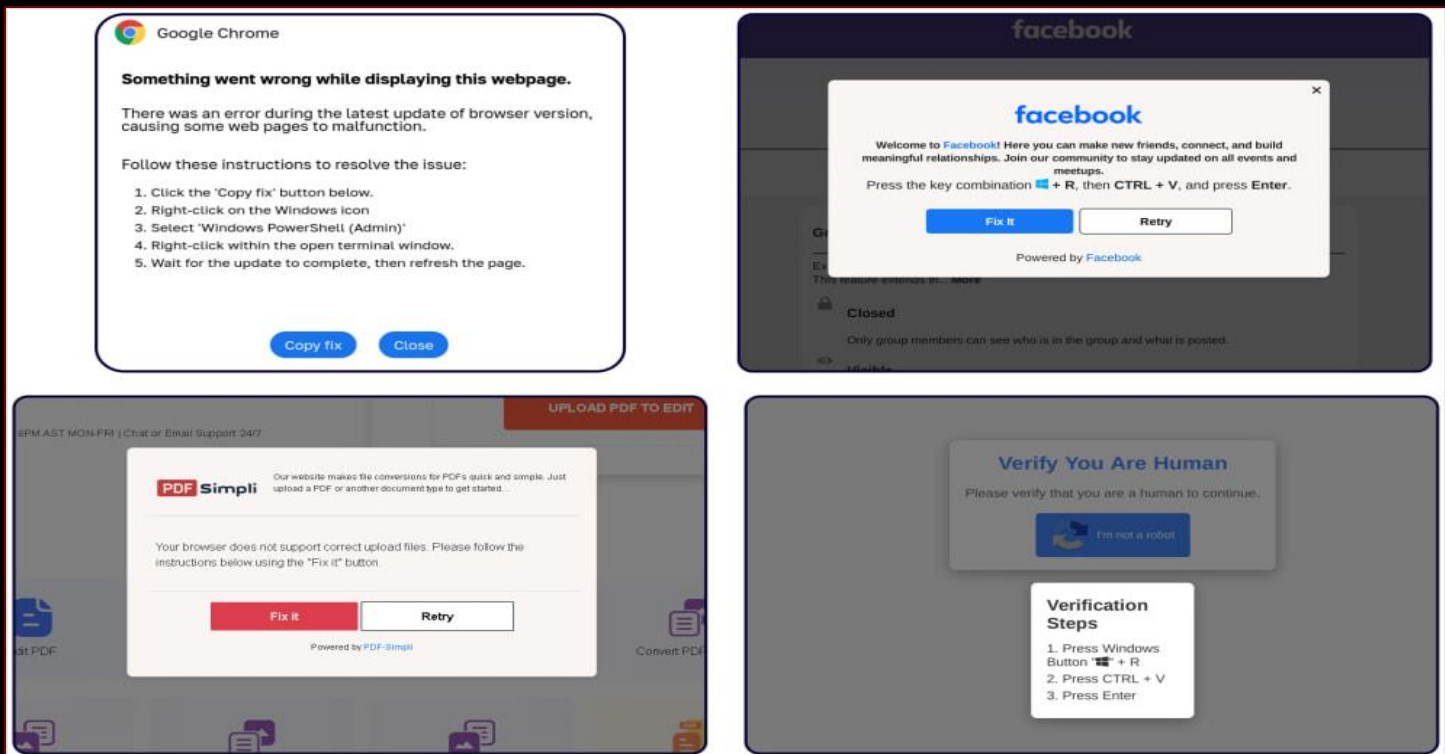 Google Chrome
Something went wrong while displaying this webpage.
There was an error during the latest update of browser version,
causing some web pages to malfunction.
Follow these instructions to resolve the issue:
1. Click the 'Copy fix' button below.
2. Right-click on the Windows icon
3. Select 'Windows PowerShell (Admin)'
4. Right-click within the open terminal window.
5. Wait for the update to complete, then refresh the page.
Copy fix
Close
facebook
facebook
Welcome to Facebook! Here you can make new friends, connect, and build
meaningful relationships. Join our community to stay updated on all events and
meetups.
Press the key combination + R, then CTRL + V, and press Enter.
Fix It
Retry
Powered by Facebook
This feature extends th... More
Closed
Only group members can see who is in the group and what is posted.
Visible
UPLOAD PDF TO EDIT
6PM AST MON-FRI | Chat or Email Support 24/7
PDF Simpli
Our website makes file conversions for PDFs quick and simple. Just
upload a PDF or another document type to get started...
Your browser does not support correct upload files. Please follow the
instructions below using the "Fix it" button.
Fix it
Retry
Powered by PDF-Simpli
dit PDF
Convert PDF
Verify You Are Human
Please verify that you are a human to continue.
I'm not a robot
Verification
Steps
1. Press Windows
Button "" + R
2. Press CTRL + V
3. Press Enter